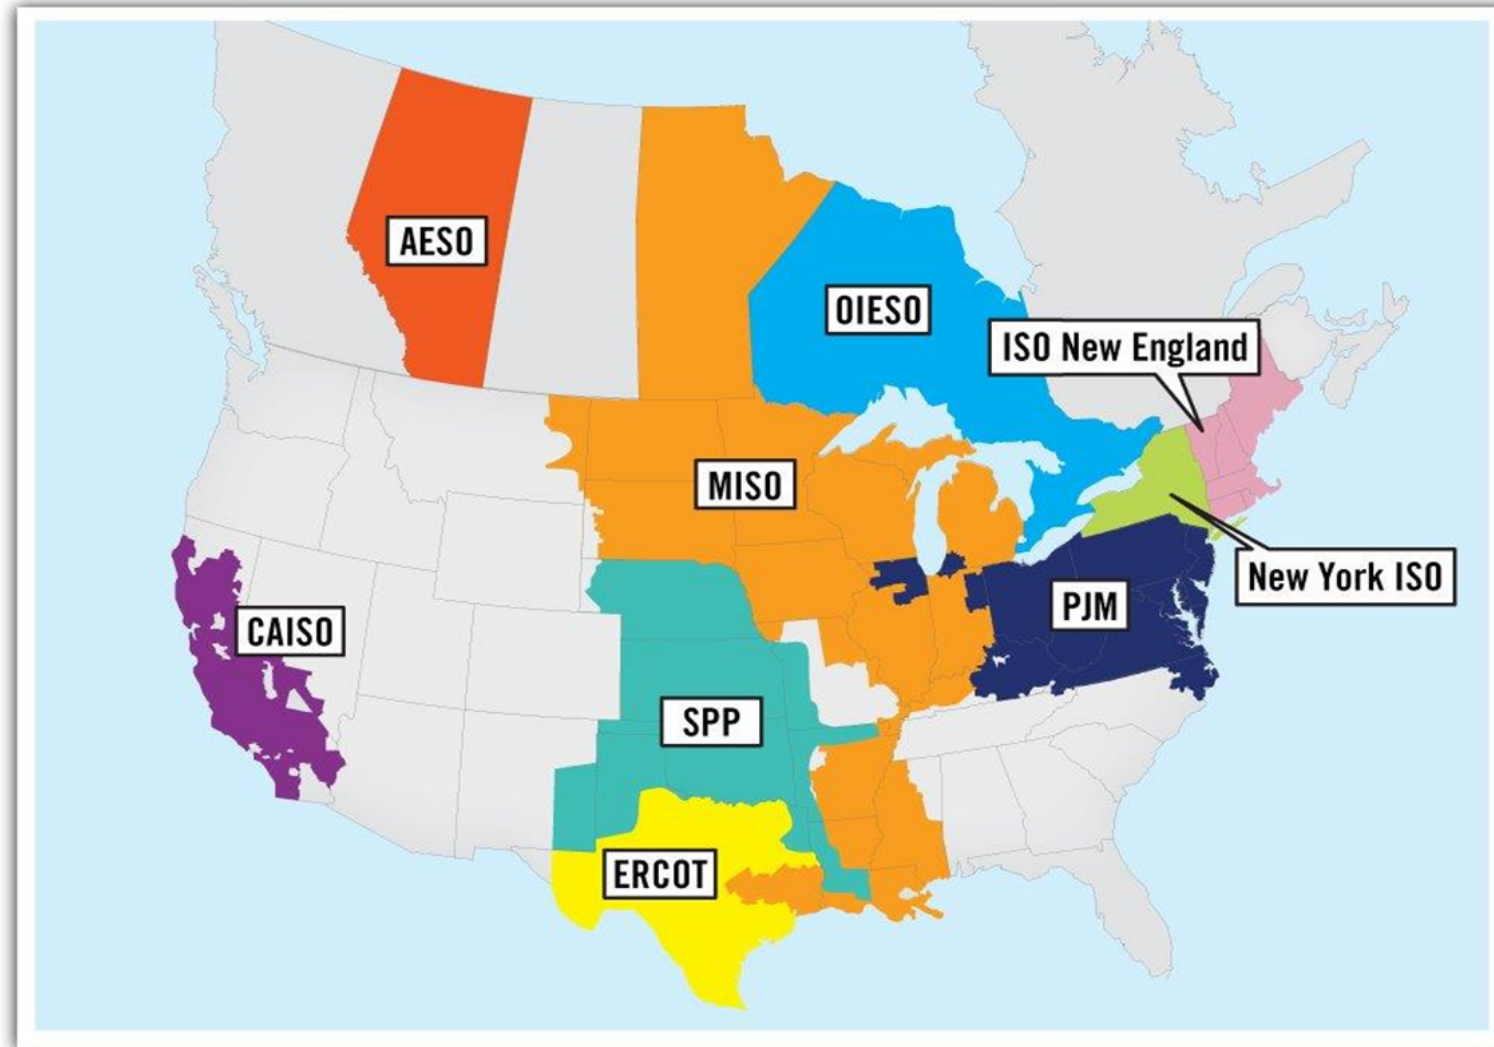 AESO
OIESO
ISO New England
MISO
New York ISO
PJM
CAISO
SPP
ERCOT